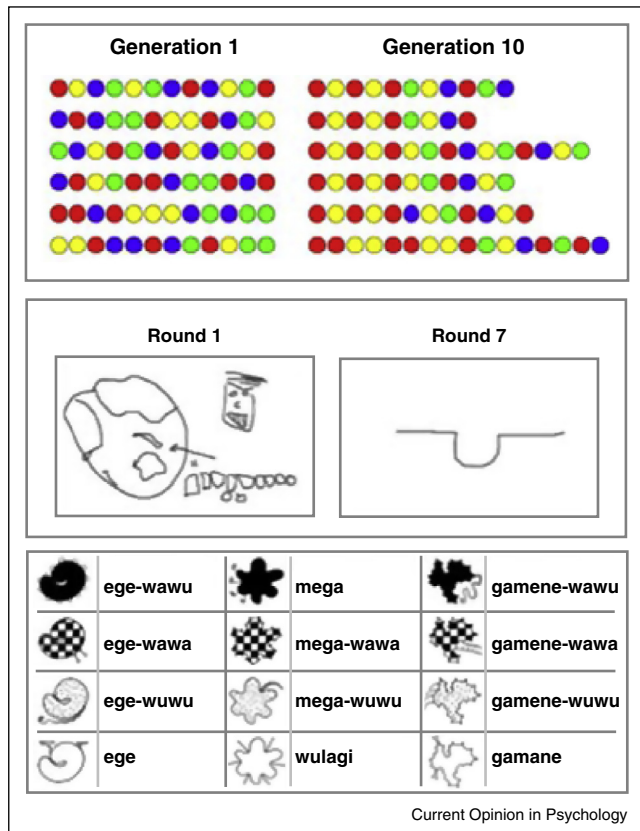 Generation 1 Generation 10
Round 1 Round 7
ege-wawu mega gamene-wawu
ege-wawa mega-wawa gamene-wawa
ege-wuwu mega-wuwu gamene-wuwu
ege wulagi gamane
Current Opinion in Psychology